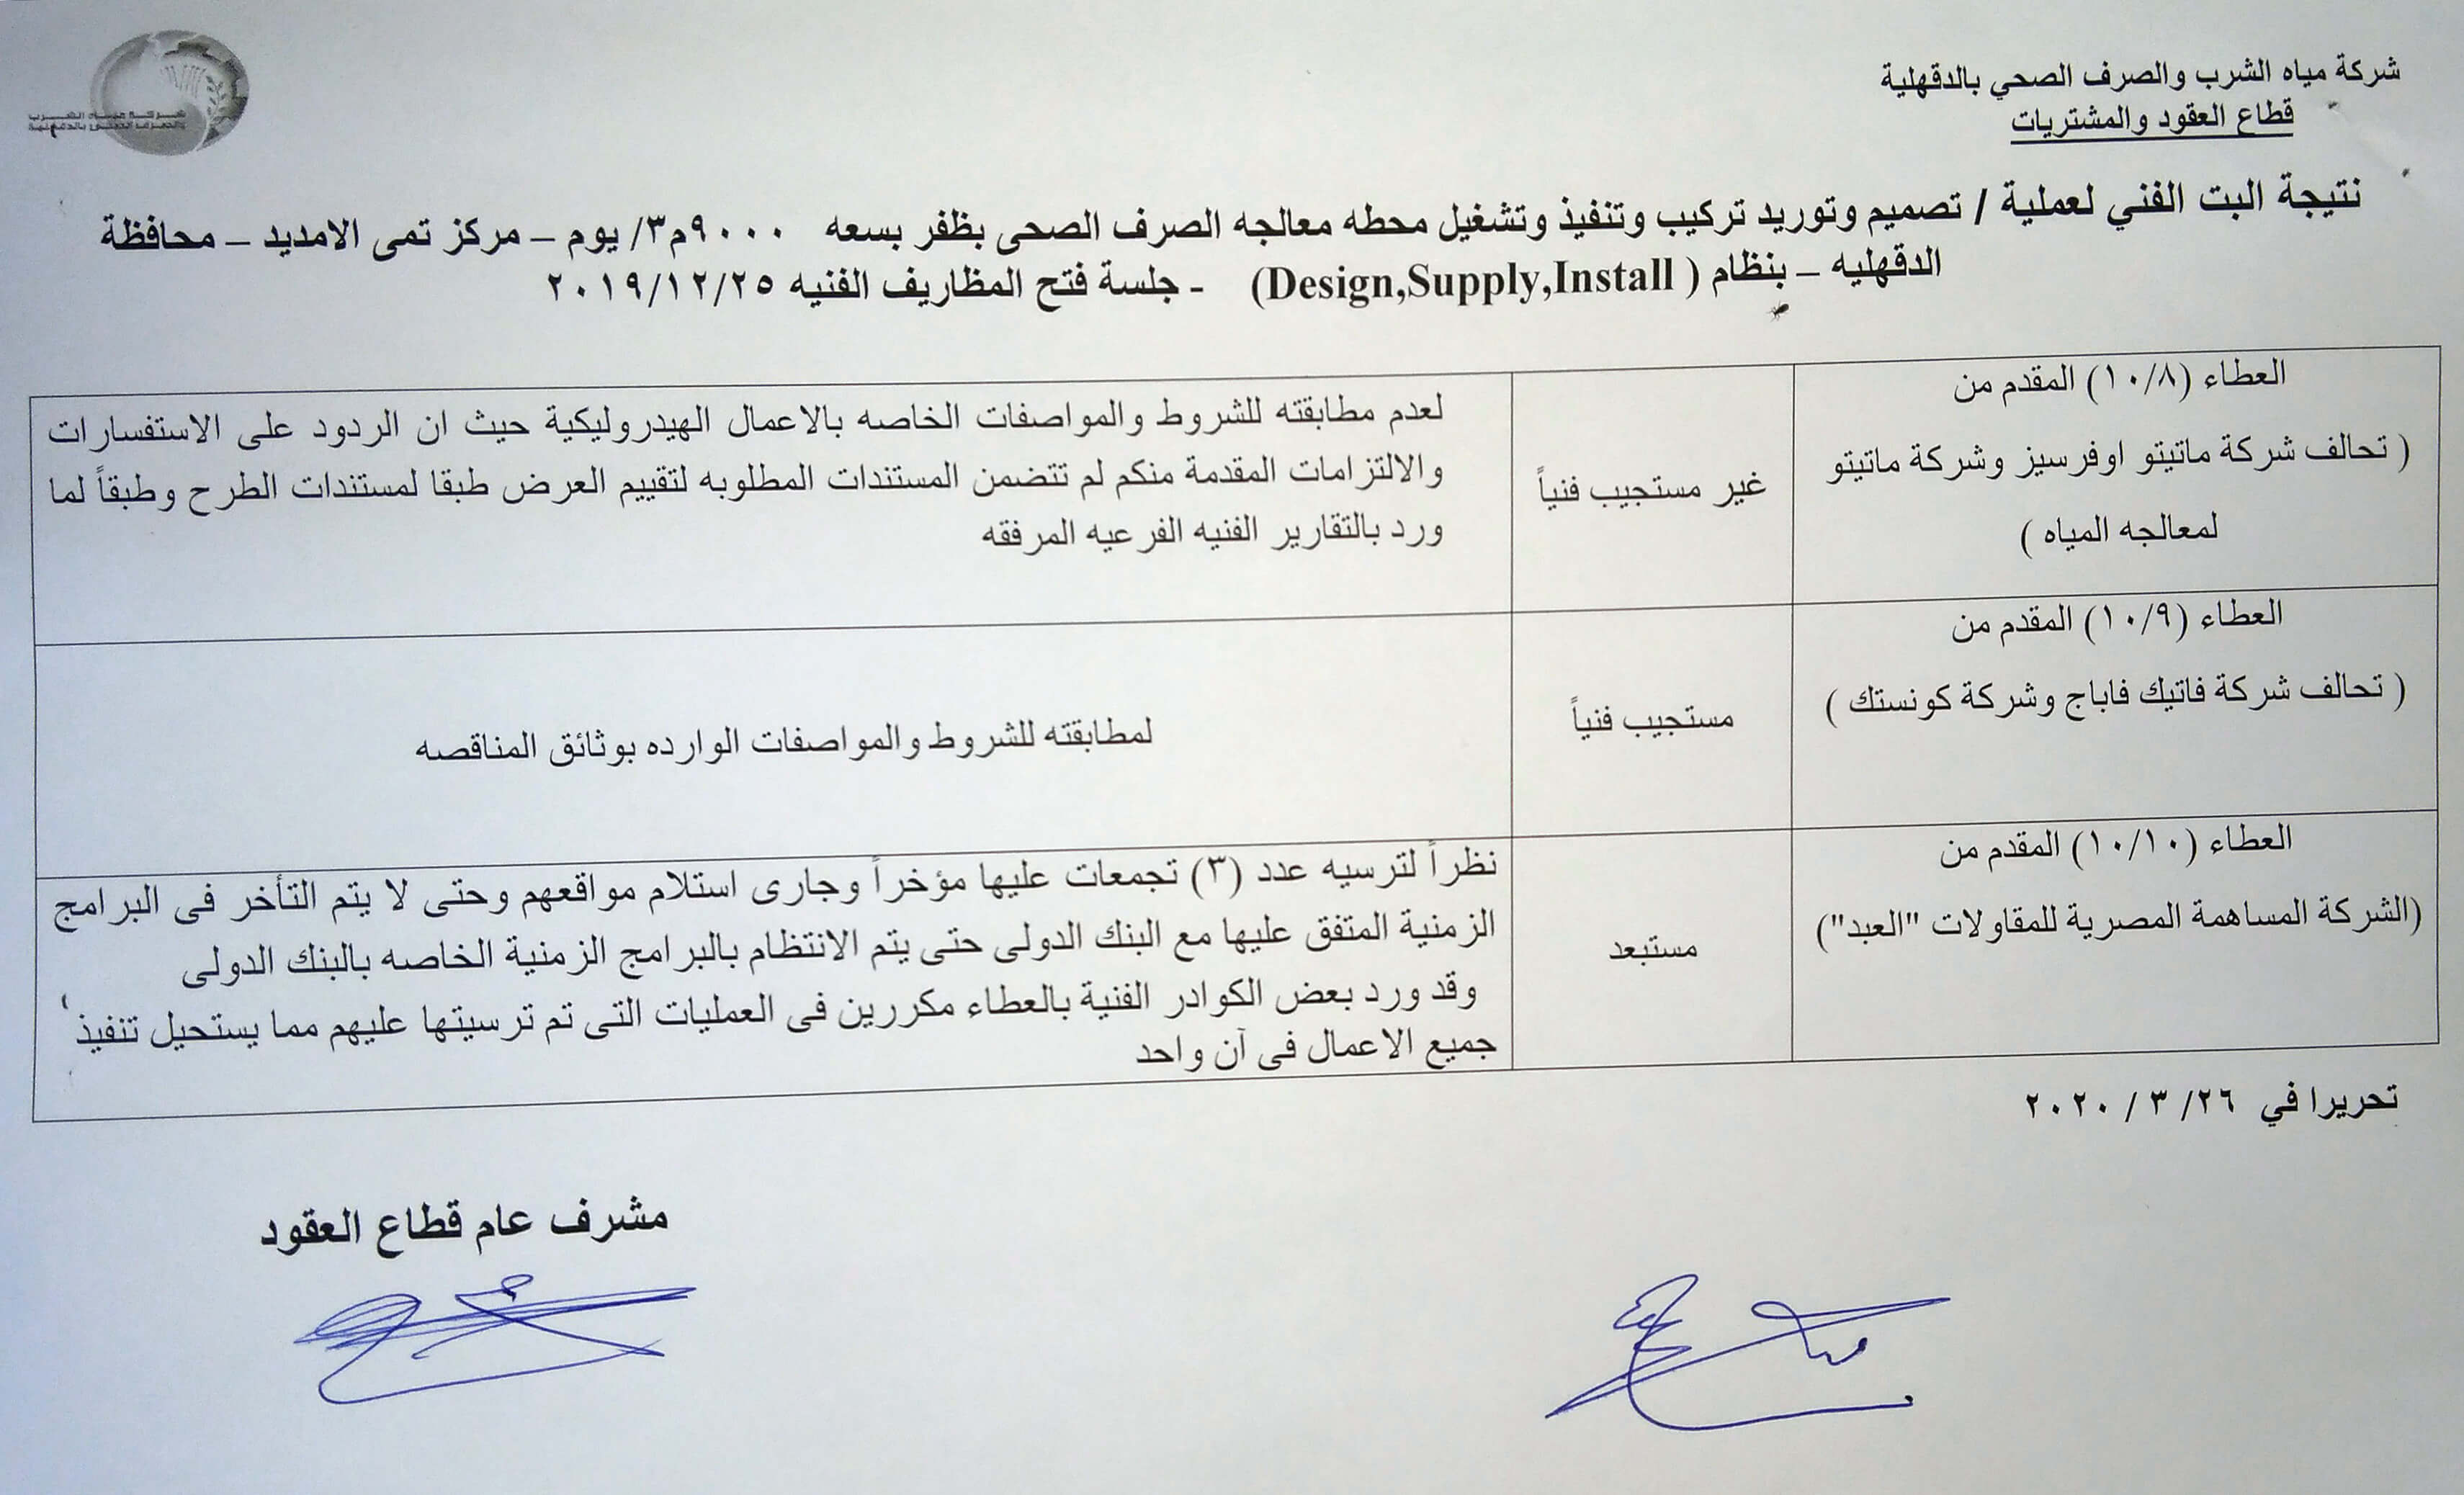 شركة مياه الشرب والصرف الصحي بالدقهلية
قطاع العقود والمشتريات
شركة مياه الشرب
والصرف الصحى بالدقهلية
نتيجة البت الفني لعملية / تصميم وتوريد تركيب وتنفيذ وتشغيل محطه معالجه الصرف الصحى بظفر بسعه ٩٠٠٠م٣/ يوم – مركز تمى الامديد – محافظة
الدقهليه – بنظام ( Design,Supply,Install) - جلسة فتح المظاريف الفنيه ٢٠١٩/١٢/٢٥
العطاء (١٠/٨) المقدم من
( تحالف شركة ماتيتو اوفرسيز وشركة ماتيتو
لمعالجه المياه )
غير مستجيب فنياً
لعدم مطابقته للشروط والمواصفات الخاصه بالاعمال الهيدروليكية حيث ان الردود على الاستفسارات
والالتزامات المقدمة منكم لم تتضمن المستندات المطلوبه لتقييم العرض طبقا لمستندات الطرح وطبقاً لما
ورد بالتقارير الفنيه الفرعيه المرفقه
العطاء (١٠/٩) المقدم من
( تحالف شركة فاتيك فاباج وشركة كونستك )
مستجيب فنياً
لمطابقته للشروط والمواصفات الوارده بوثائق المناقصه
العطاء (١٠/١٠) المقدم من
(الشركة المساهمة المصرية للمقاولات "العبد")
مستبعد
نظراً لترسيه عدد (٣) تجمعات عليها مؤخراً وجارى استلام مواقعهم وحتى لا يتم التأخر فى البرامج
الزمنية المتفق عليها مع البنك الدولى حتى يتم الانتظام بالبرامج الزمنية الخاصه بالبنك الدولى
وقد ورد بعض الكوادر الفنية بالعطاء مكررين فى العمليات التى تم ترسيتها عليهم مما يستحيل تنفيذ
جميع الاعمال فى آن واحد
تحريرا في ٢٦/ ٣ / ٢٠٢٠
مشرف عام قطاع العقود